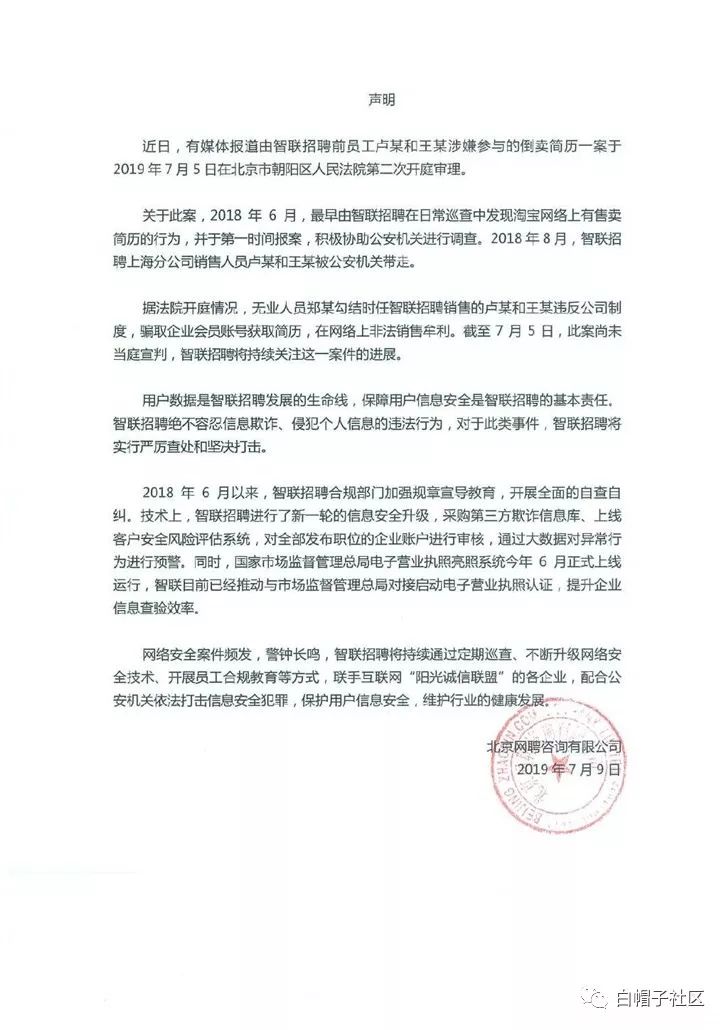 声明
近日，有媒体报道由智联招聘前员工卢某和王某涉嫌参与的倒卖简历一案于
2019年7月5日在北京市朝阳区人民法院第二次开庭审理。
关于此案，2018 年 6 月，最早由智联招聘在日常巡查中发现淘宝网络上有售卖
简历的行为，并于第一时间报案，积极协助公安机关进行调查。2018年8月，智联招
聘上海分公司销售人员卢某和王某被公安机关带走。
据法院开庭情况，无业人员郑某勾结时任智联招聘销售的卢某和王某违反公司制
度，骗取企业会员账号获取简历，在网络上非法销售牟利。截至 7 月 5 日，此案尚未
当庭宣判，智联招聘将持续关注这一案件的进展。
用户数据是智联招聘发展的生命线，保障用户信息安全是智联招聘的基本责任。
智联招聘绝不容忍信息欺诈、侵犯个人信息的违法行为，对于此类事件，智联招聘将
实行严厉查处和坚决打击。
2018 年 6 月以来，智联招聘合规部门加强规章宣导教育，开展全面的自查自
纠。技术上，智联招聘进行了新一轮的信息安全升级，采购第三方欺诈信息库、上线
客户安全风险评估系统，对全部发布职位的企业账户进行审核，通过大数据对异常行
为进行预警。同时，国家市场监督管理总局电子营业执照亮照系统今年 6 月正式上线
运行，智联目前已经推动与市场监督管理总局对接启动电子营业执照认证，提升企业
信息查验效率。
网络安全案件频发，警钟长鸣，智联招聘将持续通过定期巡查、不断升级网络安
全技术、开展员工合规教育等方式，联手互联网“阳光诚信联盟”的各企业，配合公
安机关依法打击信息安全犯罪，保护用户信息安全，维护行业的健康发展。
北京网聘咨询有限公司
2019年7月9日
BEIJING ZHAOPIN CON
白帽子社区